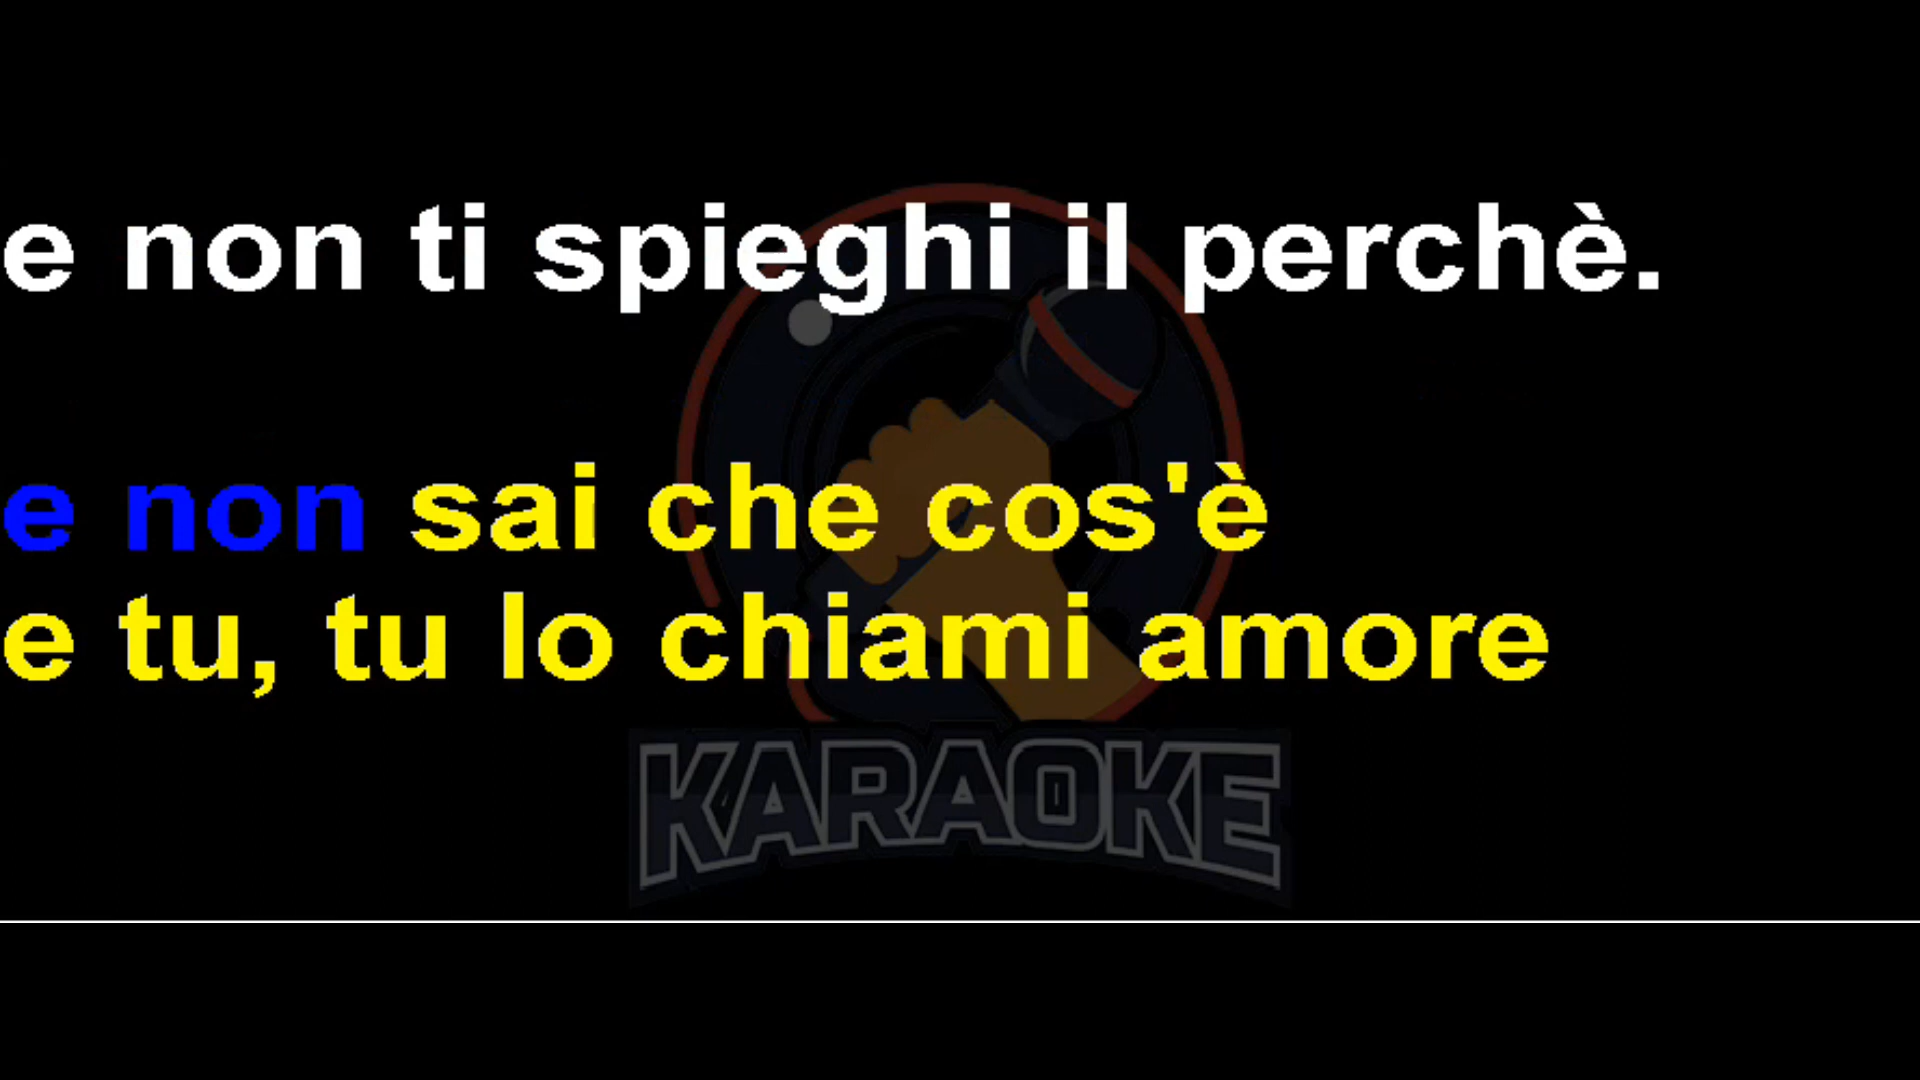 e non ti spieghi il perchè.
e non sai che cos'è
e tu, tu lo chiami amore
KARAOKE